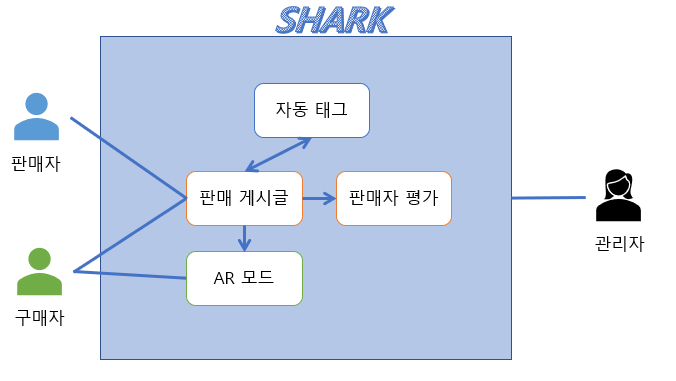 SHARK
자동 태그
판매자
판매 게시글
판매자 평가
관리자
AR 모드
구매자